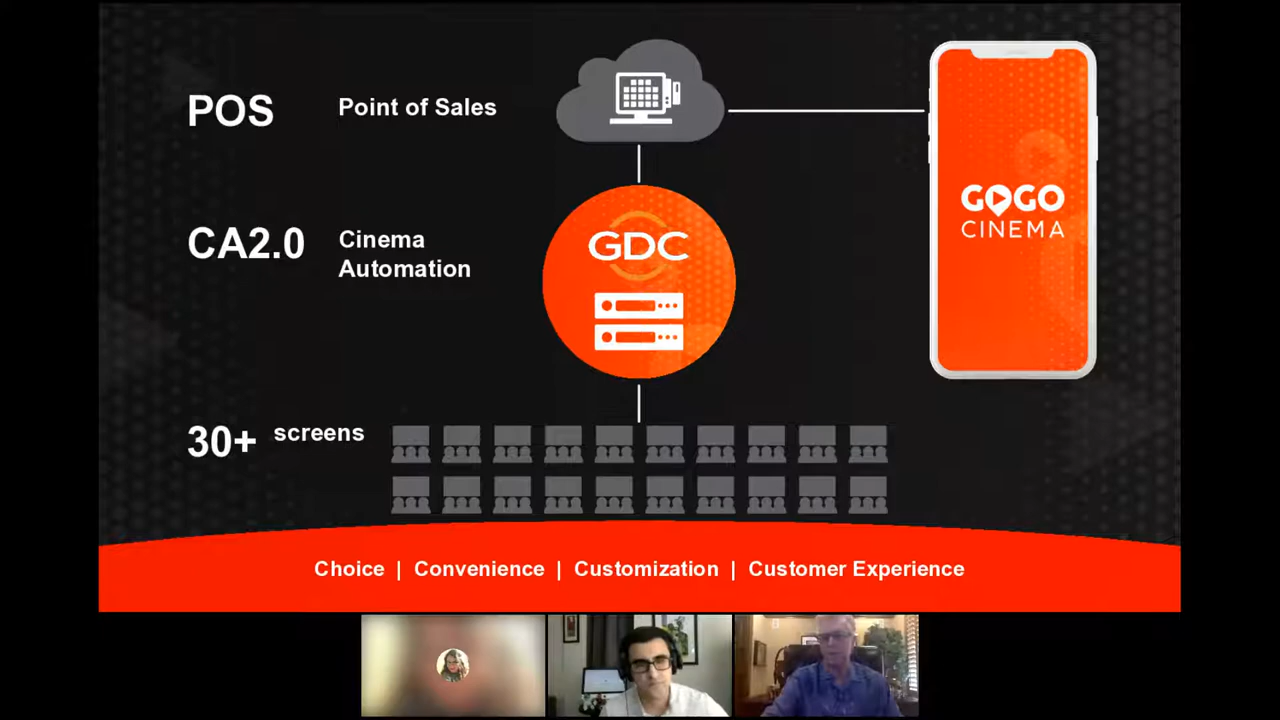 POS
Point of Sales
GOGO
CINEMA
CA2.0
Cinema
Automation
GDC
30+ screens
Choice | Convenience | Customization | Customer Experience